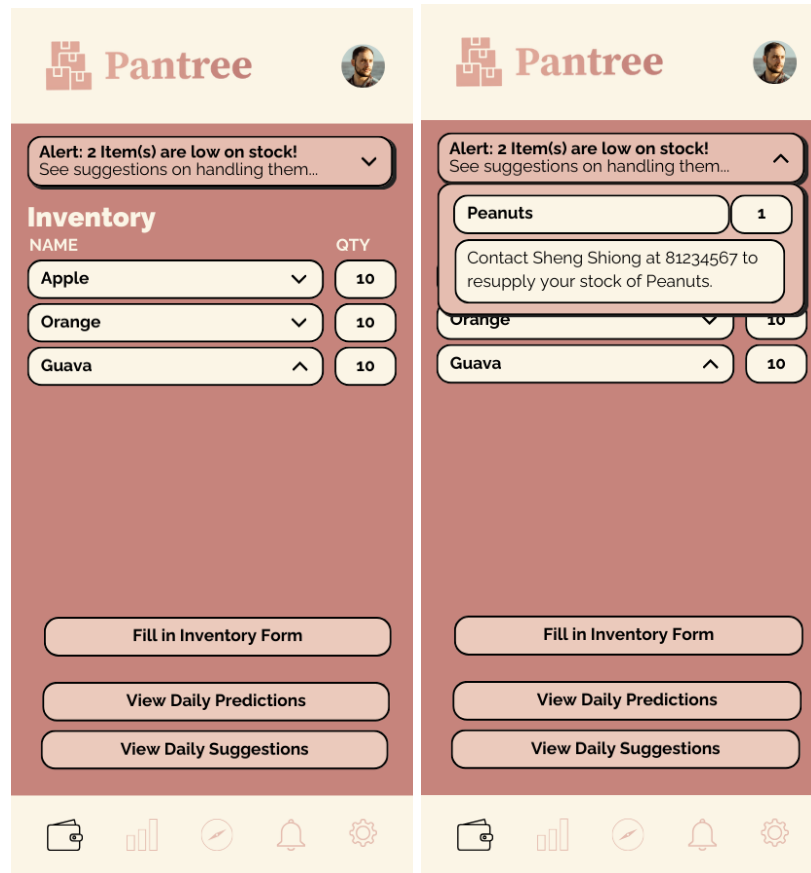 Pantree
Alert: 2 Item(s) are low on stock!
See suggestions on handling them...
Inventory
NAME QTY
Apple 10
Orange 10
Guava 10
Fill in Inventory Form
View Daily Predictions
View Daily Suggestions
Pantree
Alert: 2 Item(s) are low on stock!
See suggestions on handling them...
Peanuts 1
Contact Sheng Shiong at 81234567 to
resupply your stock of Peanuts.
Orange 10
Guava 10
Fill in Inventory Form
View Daily Predictions
View Daily Suggestions